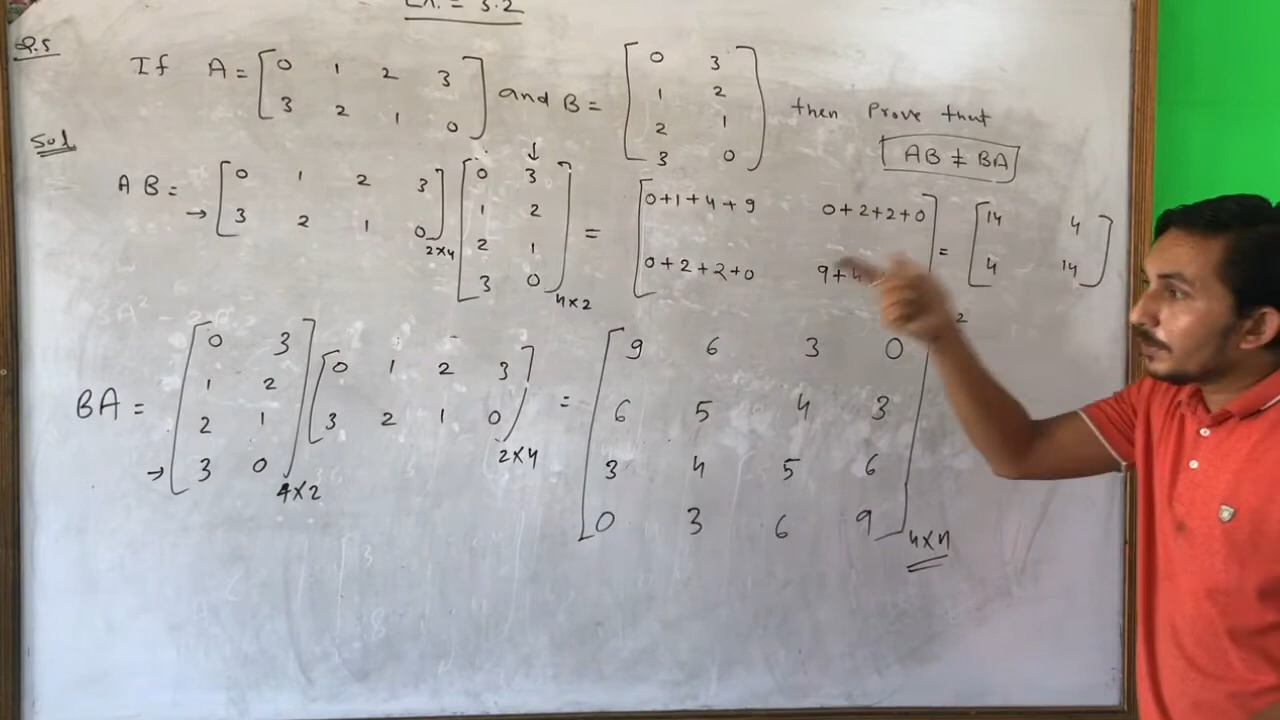 Ex. = 3.2
Q.5
If A = [0 1 2 3
3 2 1 0] and B = [0 3
1 2
2 1
3 0] then Prove that
AB ≠ BA
Sol
AB = → [0 1 2 3
3 2 1 0]2×4 [0 3
1 2
2 1
3 0]4×2 = [0+1+4+9 0+2+2+0
0+2+2+0 9+4 ] = [14 4
4 14]
2
BA = [0 3
1 2
2 1
→ 3 0]4×2 [0 1 2 3
3 2 1 0]2×4 = [9 6 3 0
6 5 4 3
3 4 5 6
0 3 6 9]4×4